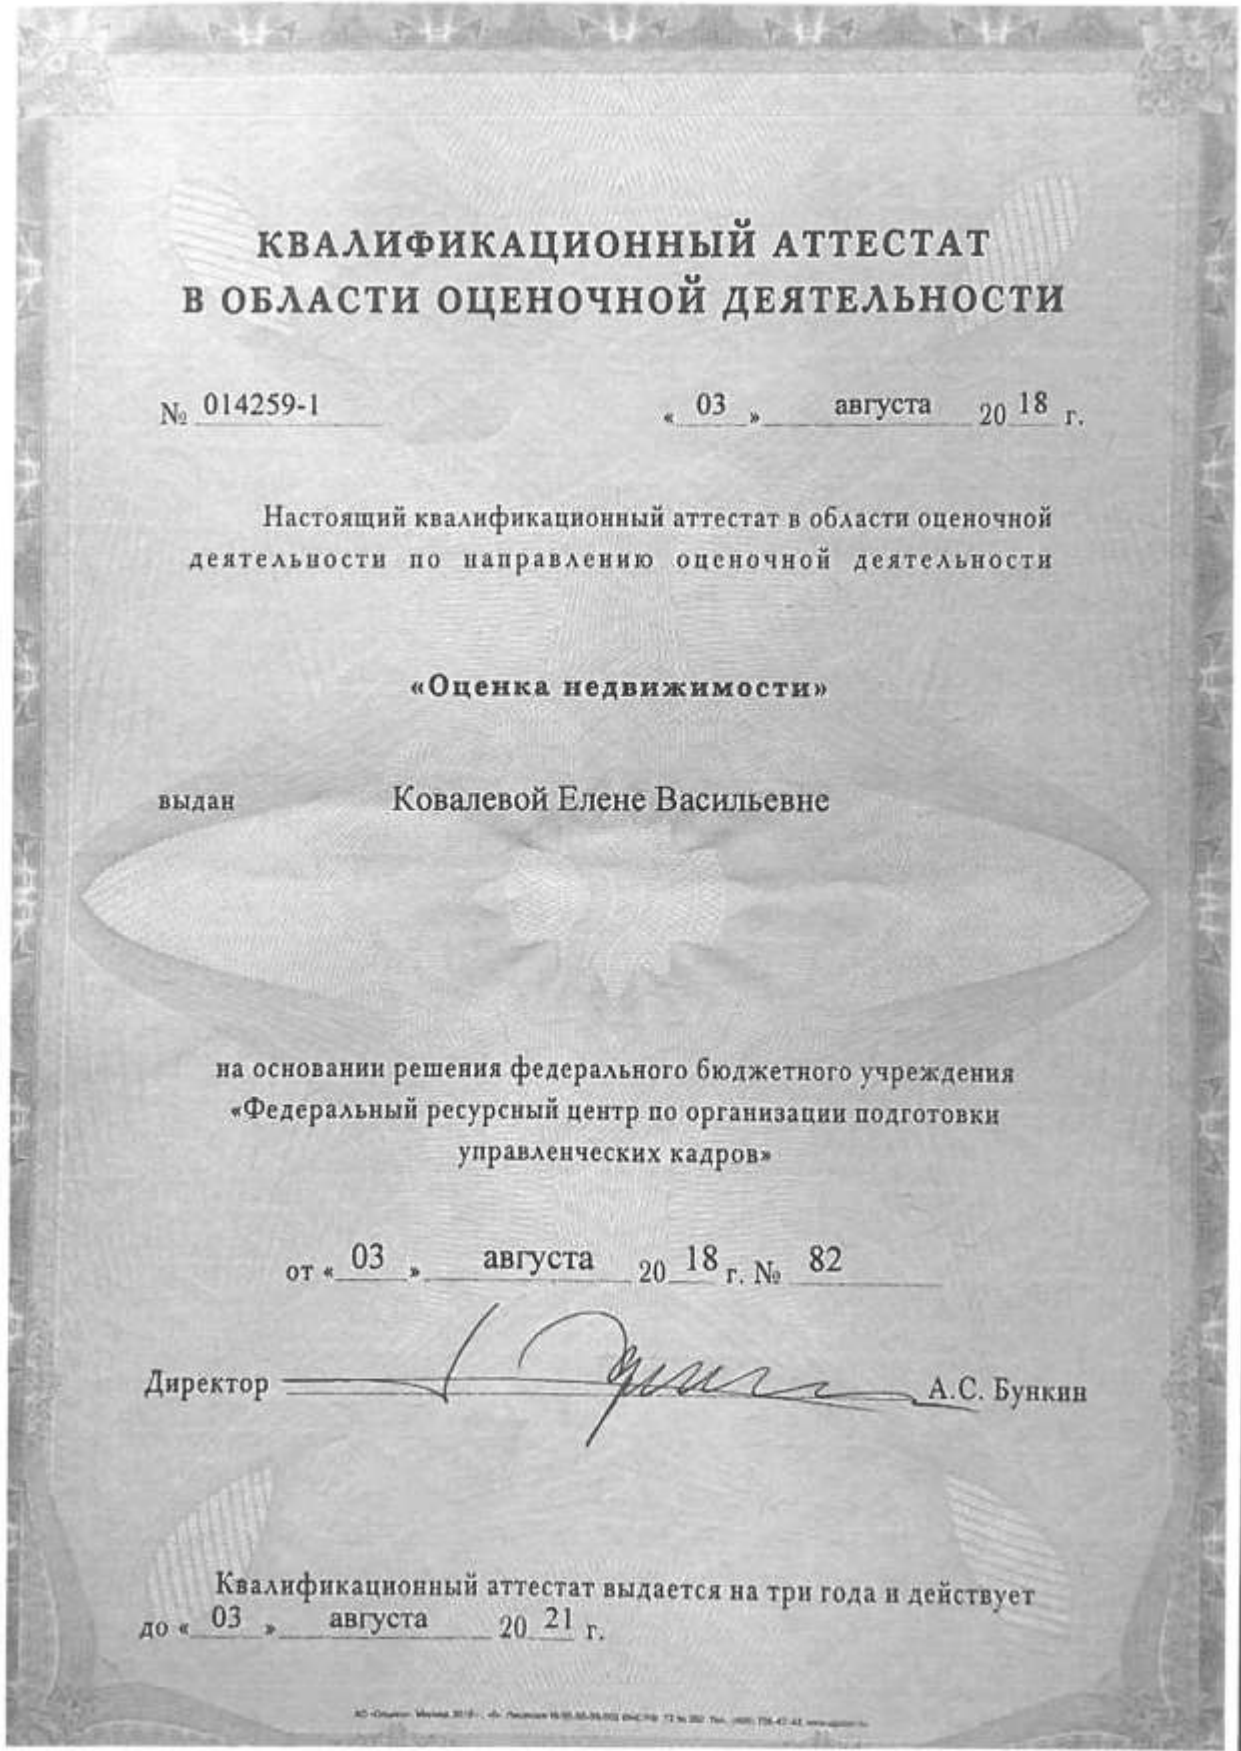 КВАЛИФИКАЦИОННЫЙ АТТЕСТАТ
В ОБЛАСТИ ОЦЕНОЧНОЙ ДЕЯТЕЛЬНОСТИ
№ 014259-1 « 03 » августа 20 18 г.
Настоящий квалификационный аттестат в области оценочной
деятельности по направлению оценочной деятельности
«Оценка недвижимости»
выдан Ковалевой Елене Васильевне
на основании решения федерального бюджетного учреждения
«Федеральный ресурсный центр по организации подготовки
управленческих кадров»
от « 03 » августа 20 18 г. № 82
Директор А.С. Бункин
Квалификационный аттестат выдается на три года и действует
до « 03 » августа 20 21 г.